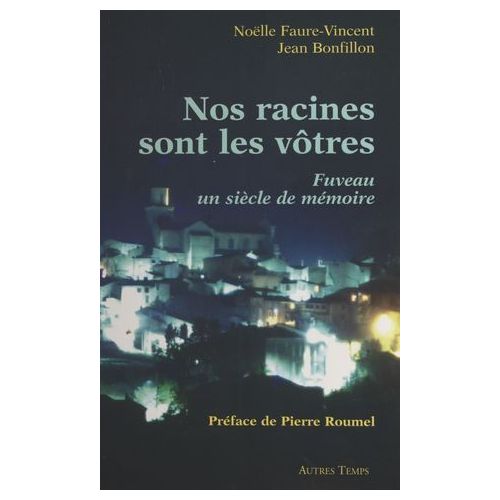 Noëlle Faure-Vincent
Jean Bonfillon
Nos racines
sont les vôtres
Fuveau
un siècle de mémoire
Préface de Pierre Roumel
AUTRES TEMPS